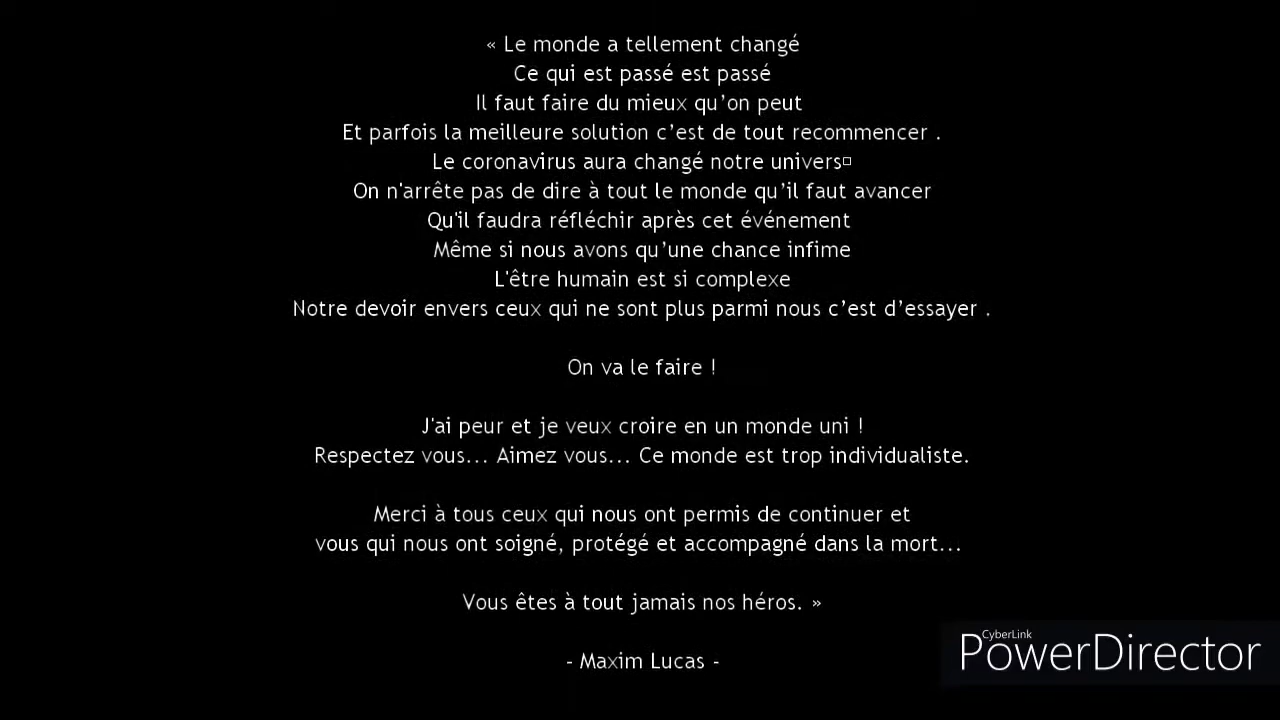 « Le monde a tellement changé
Ce qui est passé est passé
Il faut faire du mieux qu’on peut
Et parfois la meilleure solution c’est de tout recommencer .
Le coronavirus aura changé notre univers□
On n'arrête pas de dire à tout le monde qu’il faut avancer
Qu'il faudra réfléchir après cet événement
Même si nous avons qu’une chance infime
L'être humain est si complexe
Notre devoir envers ceux qui ne sont plus parmi nous c’est d’essayer .
On va le faire !
J'ai peur et je veux croire en un monde uni !
Respectez vous... Aimez vous... Ce monde est trop individualiste.
Merci à tous ceux qui nous ont permis de continuer et
vous qui nous ont soigné, protégé et accompagné dans la mort...
Vous êtes à tout jamais nos héros. »
- Maxim Lucas -
CyberLink
PowerDirector